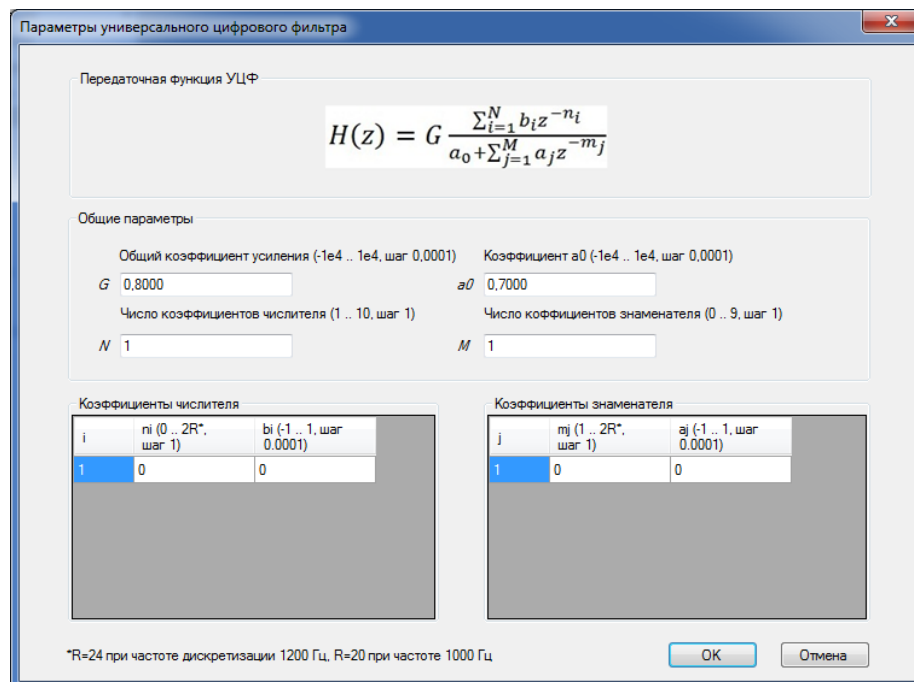 Параметры универсального цифрового фильтра
x
Передаточная функция УЦФ
H(z) = G \frac{\sum_{i=1}^{N} b_i z^{-n_i}}{a_0+\sum_{j=1}^{M} a_j z^{-m_j}}
Общие параметры
Общий коэффициент усиления (-1e4 .. 1e4, шаг 0,0001)
Коэффициент a0 (-1e4 .. 1e4, шаг 0,0001)
G 0,8000
a0 0,7000
Число коэффициентов числителя (1 .. 10, шаг 1)
Число коффициентов знаменателя (0 .. 9, шаг 1)
N 1
M 1
Коэффициенты числителя
i ni (0 .. 2R*, шаг 1) bi (-1 .. 1, шаг 0.0001)
1 0 0
Коэффициенты знаменателя
j mj (1 .. 2R*, шаг 1) aj (-1 .. 1, шаг 0.0001)
1 0 0
*R=24 при частоте дискретизации 1200 Гц, R=20 при частоте 1000 Гц
OK
Отмена